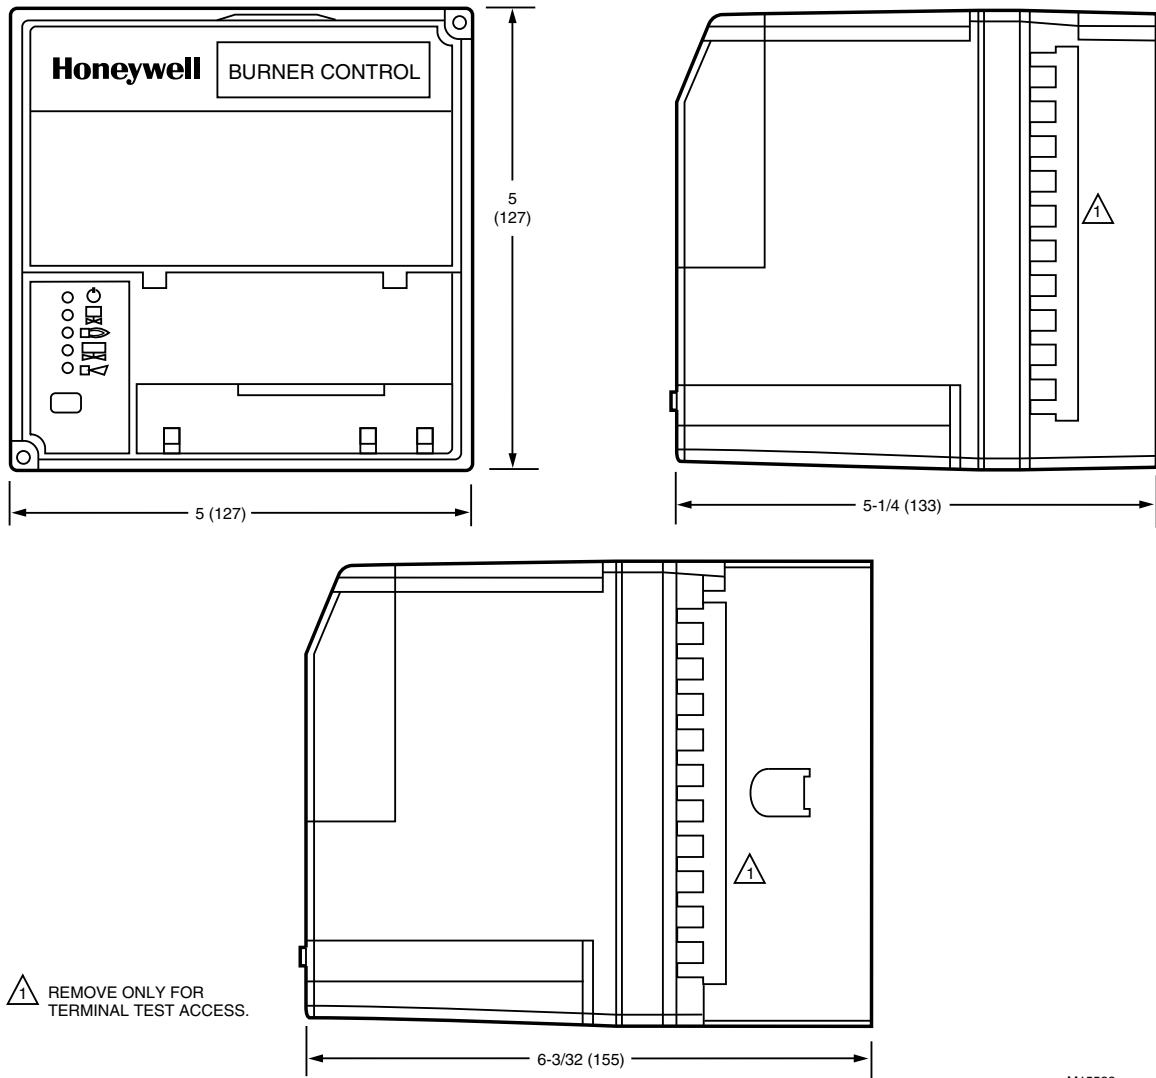 Honeywell
BURNER CONTROL
5
(127)
1
5 (127)
5-1/4 (133)
1
1
REMOVE ONLY FOR
TERMINAL TEST ACCESS.
6-3/32 (155)